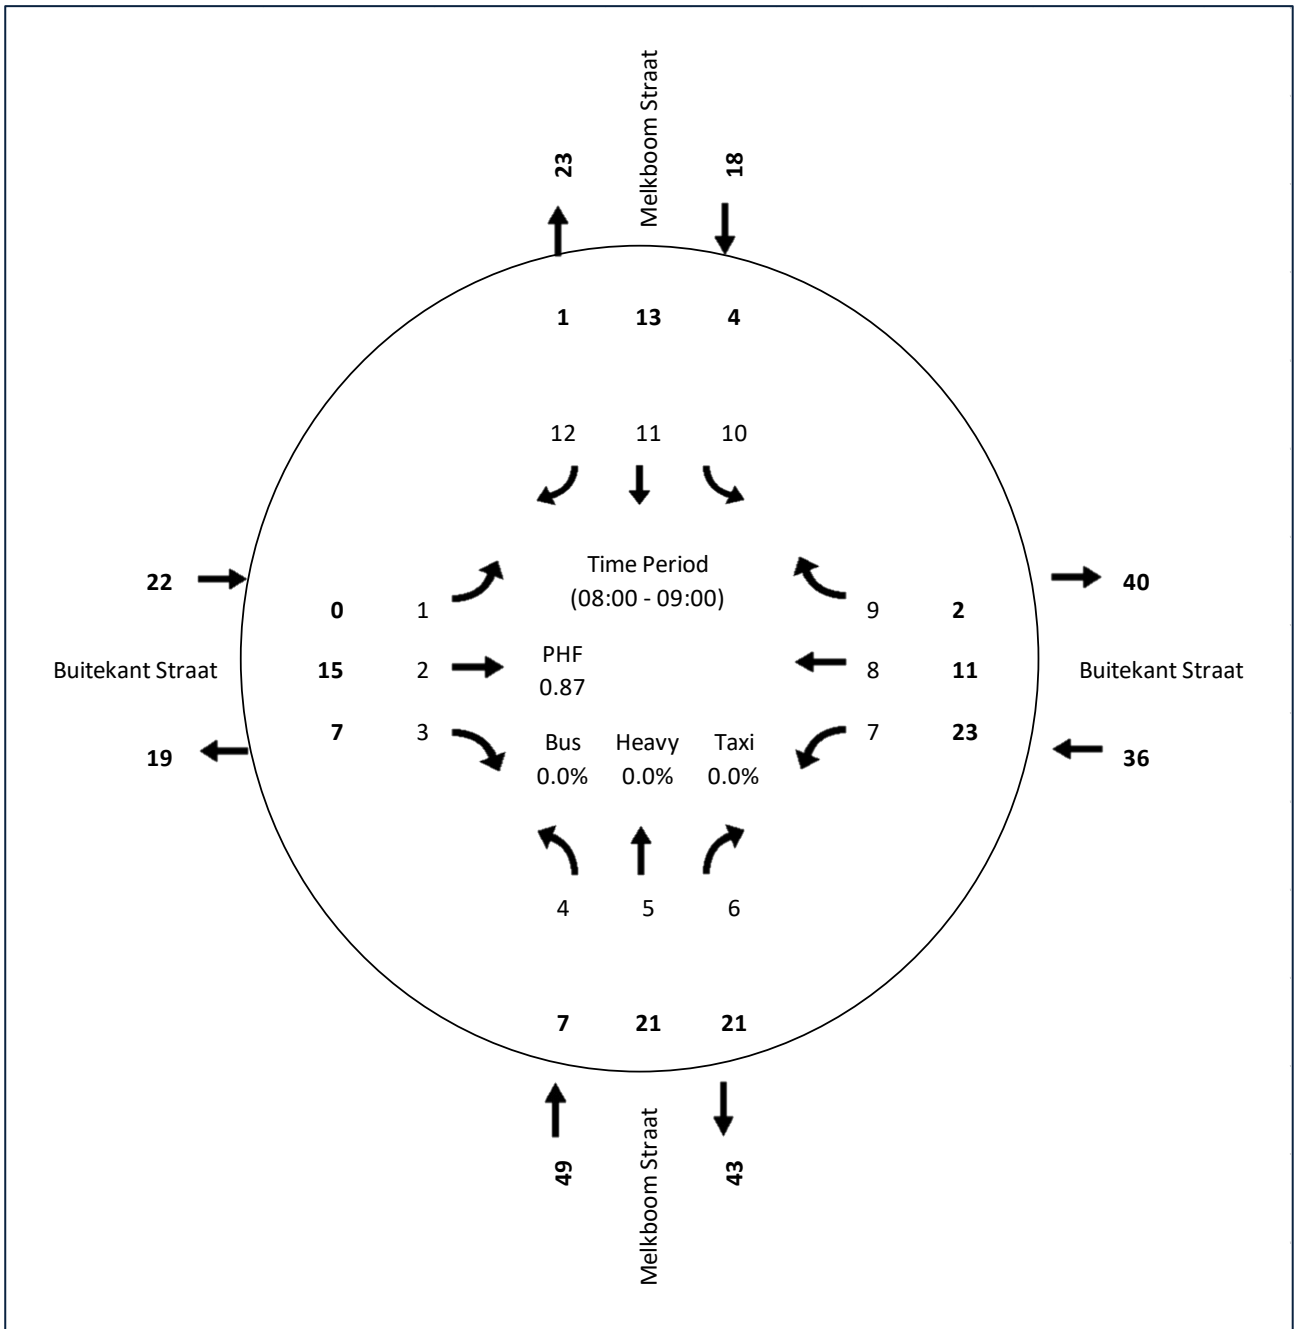 Melkboom Straat
23
18
1 13 4
12 11 10
Time Period
(08:00 - 09:00)
22
40
0 1
9 2
PHF
0.87
Buitekant Straat
15 2
8 11
Buitekant Straat
7 3
7 23
Bus Heavy Taxi
0.0% 0.0% 0.0%
19
36
4 5 6
7 21 21
49
43
Melkboom Straat